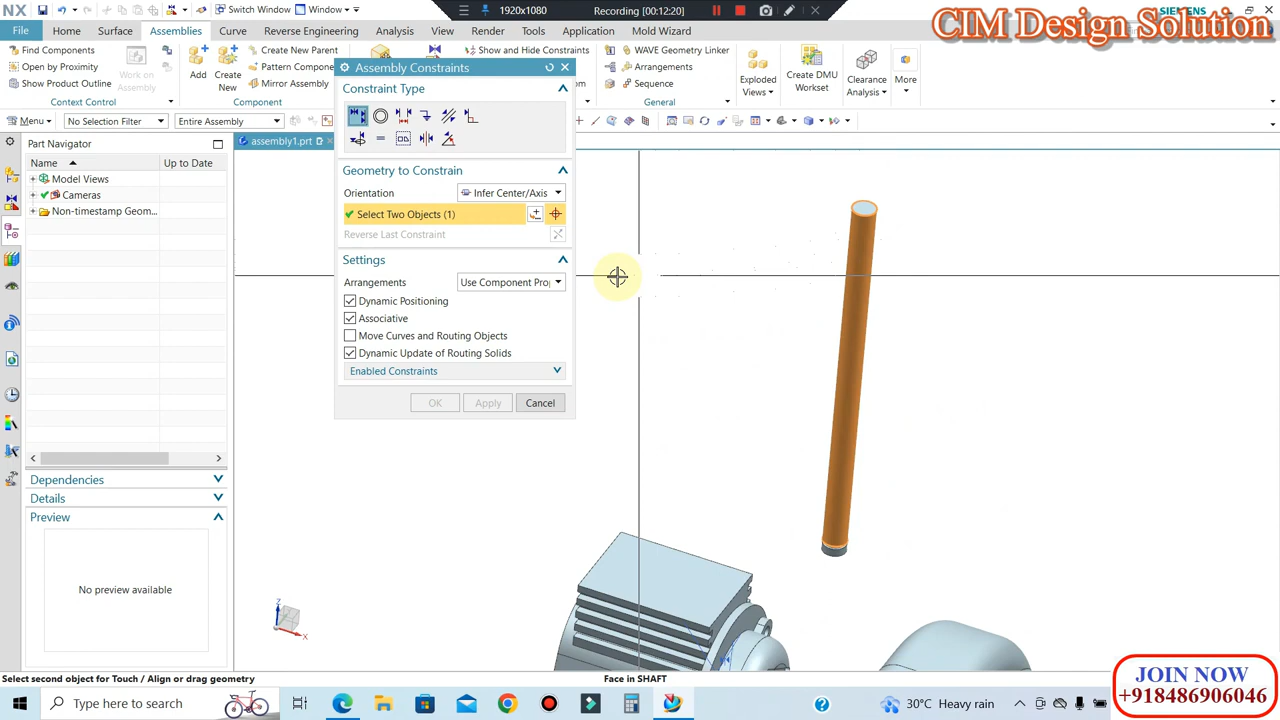 NX
Switch Window
Window
1920x1080
Recording [00:12:20]
SIEMENS
CIM Design Solution
File
Home
Surface
Assemblies
Curve
Reverse Engineering
Analysis
View
Render
Tools
Application
Mold Wizard
Find Components
Open by Proximity
Show Product Outline
Work on Assembly
Context Control
Add
Create New
Create New Parent
Pattern Compone
Mirror Assembly
Component
Show and Hide Constraints
WAVE Geometry Linker
Arrangements
Sequence
General
Exploded Views
Create DMU Workset
Clearance Analysis
More
Menu
No Selection Filter
Entire Assembly
Assembly Constraints
Constraint Type
Geometry to Constrain
Orientation
Infer Center/Axis
Select Two Objects (1)
Reverse Last Constraint
Settings
Arrangements
Use Component Pro
Dynamic Positioning
Associative
Move Curves and Routing Objects
Dynamic Update of Routing Solids
Enabled Constraints
OK
Apply
Cancel
Part Navigator
assembly1.prt
Name
Up to Date
Model Views
Cameras
Non-timestamp Geom...
Dependencies
Details
Preview
No preview available
Z
X
Select second object for Touch / Align or drag geometry
Face in SHAFT
JOIN NOW
+918486906046
Type here to search
30°C Heavy rain